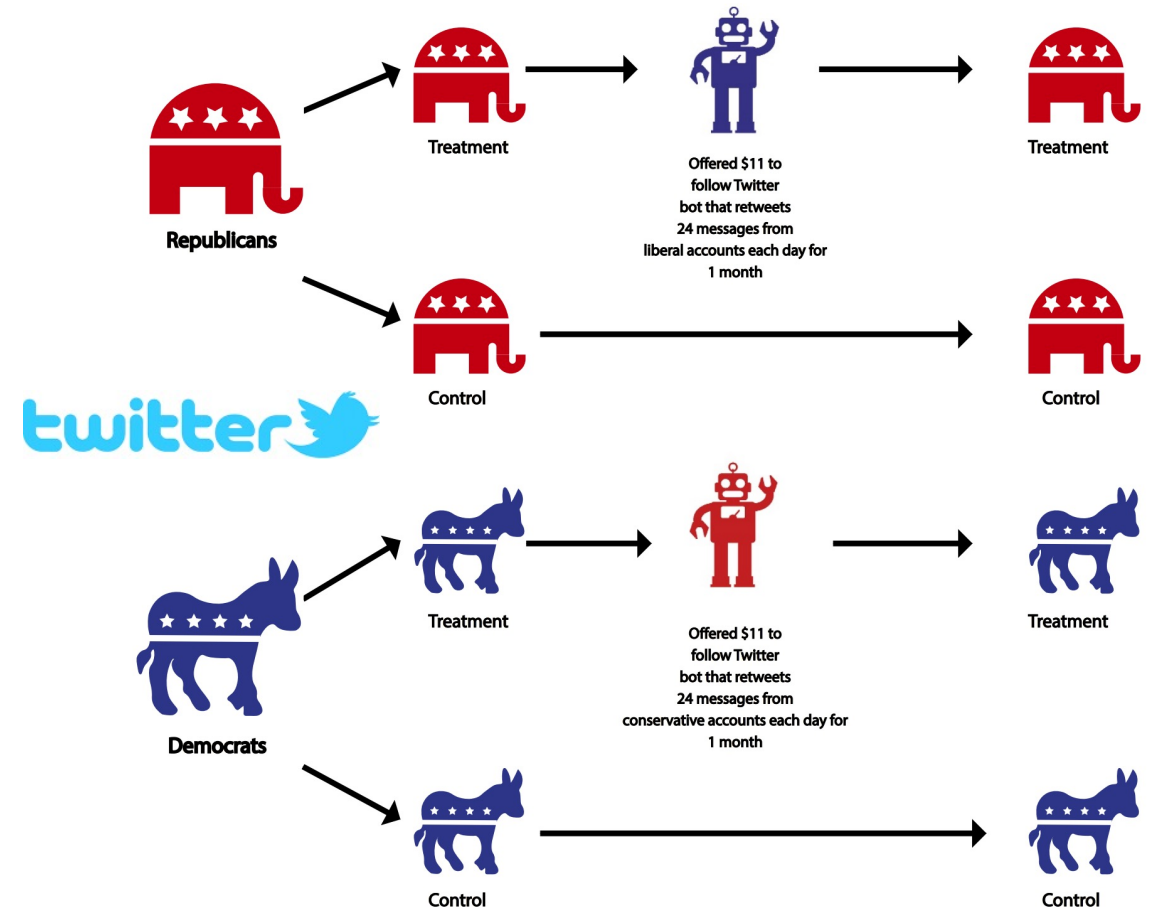 Treatment
Treatment
Offered $11 to
follow Twitter
bot that retweets
24 messages from
liberal accounts each day for
1 month
Republicans
Control
Control
twitter
Treatment
Treatment
Offered $11 to
follow Twitter
bot that retweets
24 messages from
conservative accounts each day for
1 month
Democrats
Control
Control